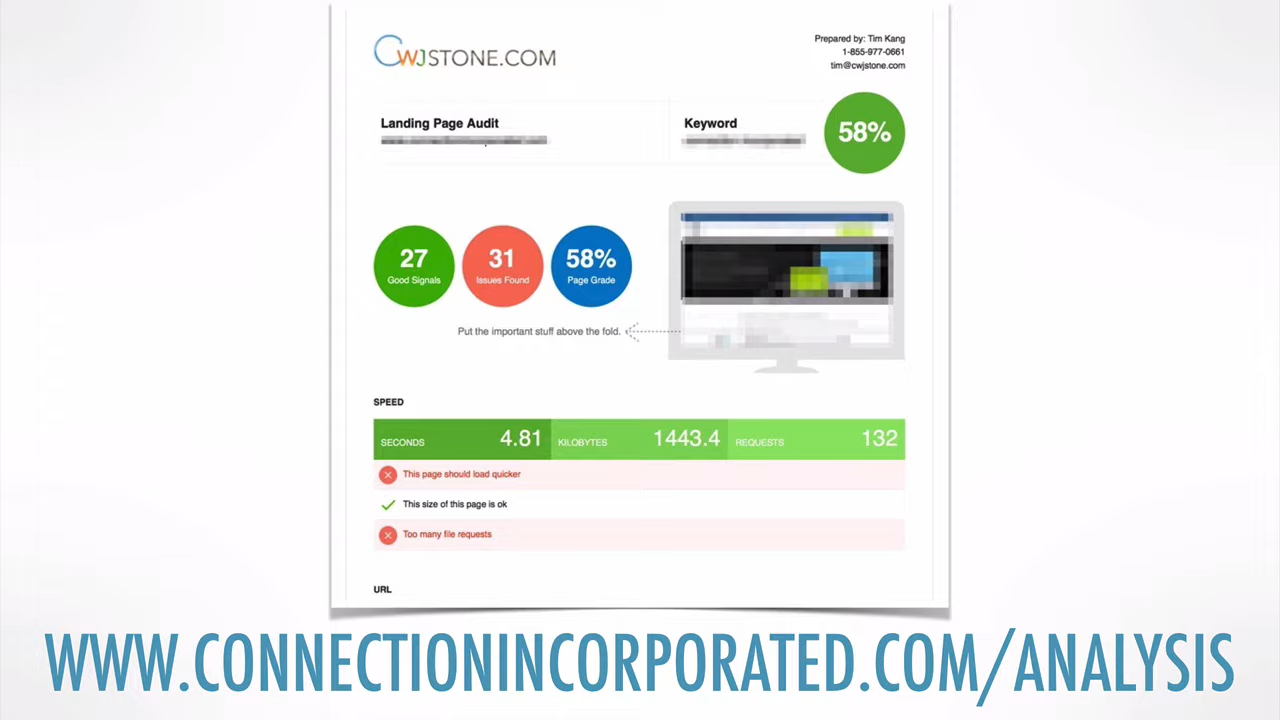 CWJSTONE.COM
Prepared by: Tim Kang
1-855-977-0661
tim@cwjstone.com
Landing Page Audit
Keyword
58%
27
Good Signals
31
Issues Found
58%
Page Grade
Put the important stuff above the fold.
SPEED
SECONDS 4.81 KILOBYTES 1443.4 REQUESTS 132
This page should load quicker
This size of this page is ok
Too many file requests
URL
WWW.CONNECTIONINCORPORATED.COM/ANALYSIS